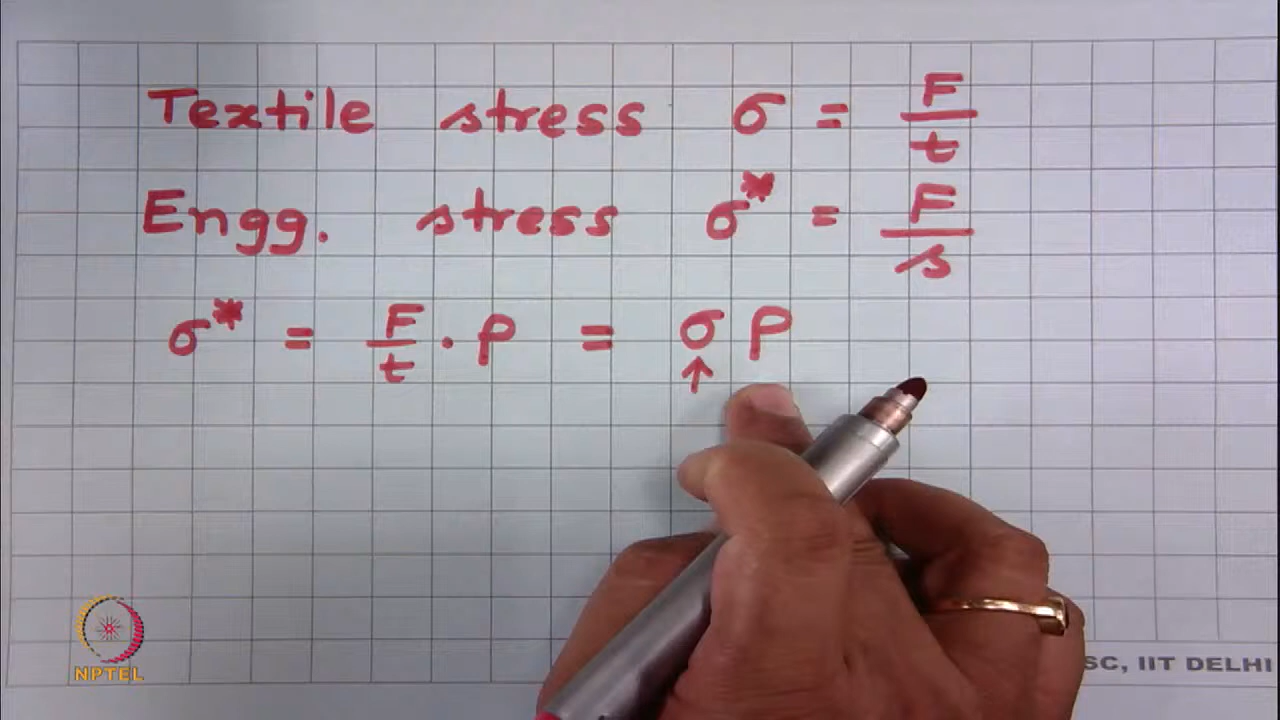 Textile stress σ = F/t
Engg. stress σ* = F/s
σ* = F/t · ρ = σ ρ
↑
NPTEL
SC, IIT DELHI